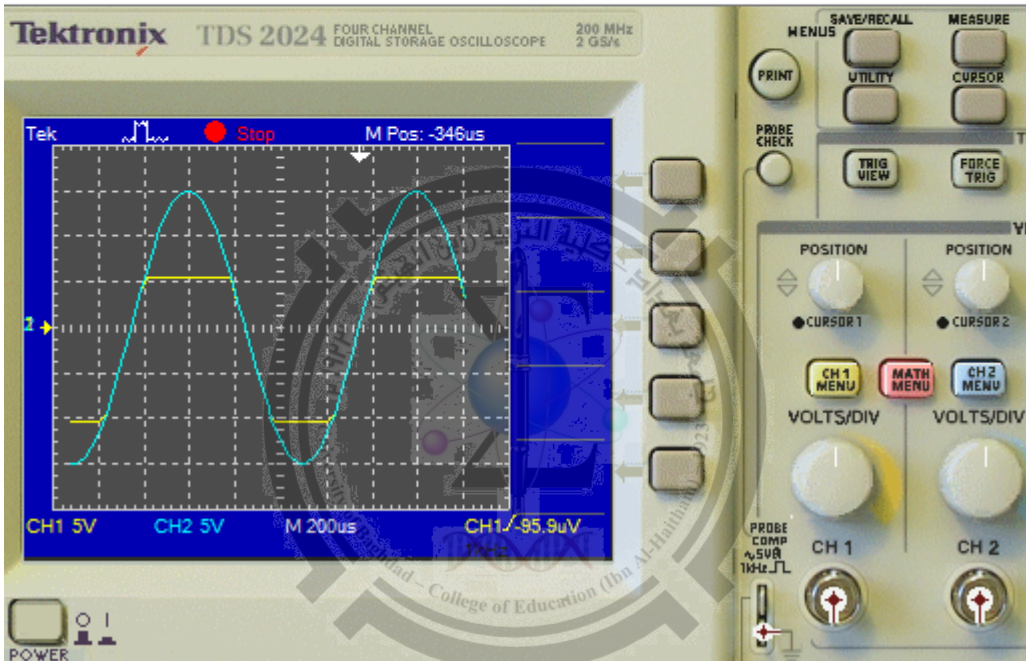 Tektronix TDS 2024 FOUR CHANNEL DIGITAL STORAGE OSCILLOSCOPE 200 MHz 2 GS/s
SAVE/RECALL MEASURE
MENUS
PRINT UTILITY CURSOR
Tek Stop M Pos: -346us
PROBE CHECK
TRIG VIEW FORCE TRIG
POSITION POSITION
2
CURSOR 1 CURSOR 2
CH 1 MENU MATH MENU CH 2 MENU
VOLTS/DIV VOLTS/DIV
CH1 5V CH2 5V M 200us CH1 -95.9uV
1kHz
PROBE COMP
~5V
1kHz
CH 1 CH 2
College of Education (Ibn Al-Haitham)
POWER